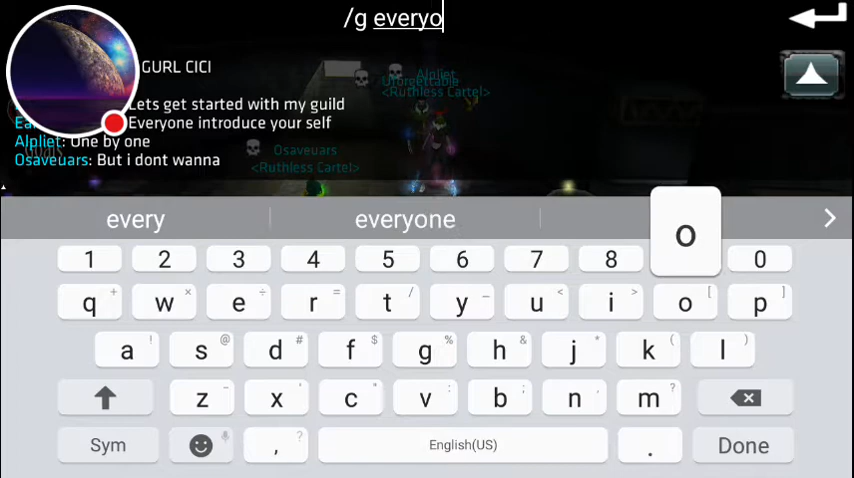 /g everyo
GURL CICI
Lets get started with my guild
Everyone introduce your self
Alpliet: One by one
Osaveuars: But i dont wanna
Alpliet
Unforgettable
<Ruthless Cartel>
Osaveuars
<Ruthless Cartel>
every everyone
o
1 2 3 4 5 6 7 8 0
q + w × e ÷ r = t / y _ u < i > o [ p ]
a ! s @ d # f $ g % h & j * k ( l )
z - x ' c " v : b ; n , m ?
Sym , ? English(US) . Done